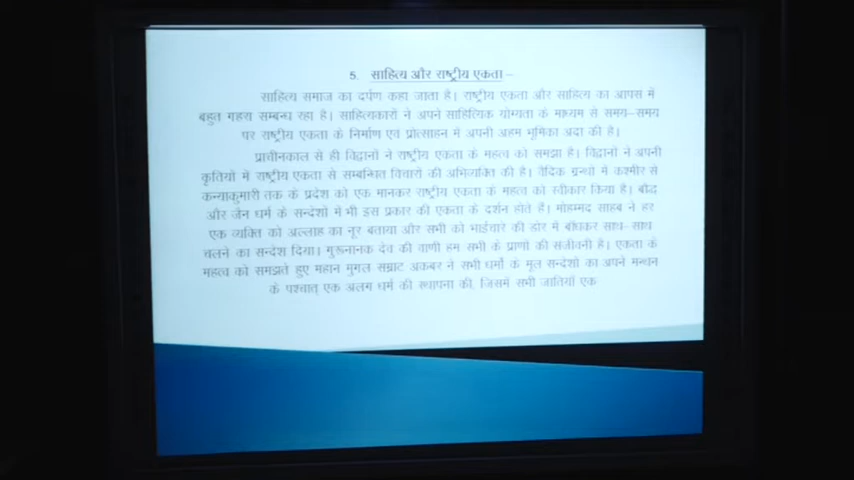 5. साहित्य और राष्ट्रीय एकता –
साहित्य समाज का दर्पण कहा जाता है। राष्ट्रीय एकता और साहित्य का आपस में
बहुत गहरा सम्बन्ध रहा है। साहित्यकारों ने अपने साहित्यिक योग्यता के माध्यम से समय–समय
पर राष्ट्रीय एकता के निर्माण एवं प्रोत्साहन में अपनी अहम भूमिका अदा की है।
प्राचीनकाल से ही विद्वानों ने राष्ट्रीय एकता के महत्व को समझा है। विद्वानों ने अपनी
कृतियों में राष्ट्रीय एकता से सम्बन्धित विचारों की अभिव्यक्ति की है। वैदिक ग्रन्थों में कश्मीर से
कन्याकुमारी तक के प्रदेश को एक मानकर राष्ट्रीय एकता के महत्व को स्वीकार किया है। बौद्ध
और जैन धर्म के सन्देशों में भी इस प्रकार की एकता के दर्शन होते हैं। मोहम्मद साहब ने हर
एक व्यक्ति को अल्लाह का नूर बताया और सभी को भाईचारे की डोर में बाँधकर साथ–साथ
चलने का सन्देश दिया। गुरूनानक देव की वाणी हम सभी के प्राणों की संजीवनी है। एकता के
महत्व को समझते हुए महान मुगल सम्राट अकबर ने सभी धर्मों के मूल सन्देशों का अपने मन्थन
के पश्चात् एक अलग धर्म की स्थापना की, जिसमें सभी जातियाँ एक